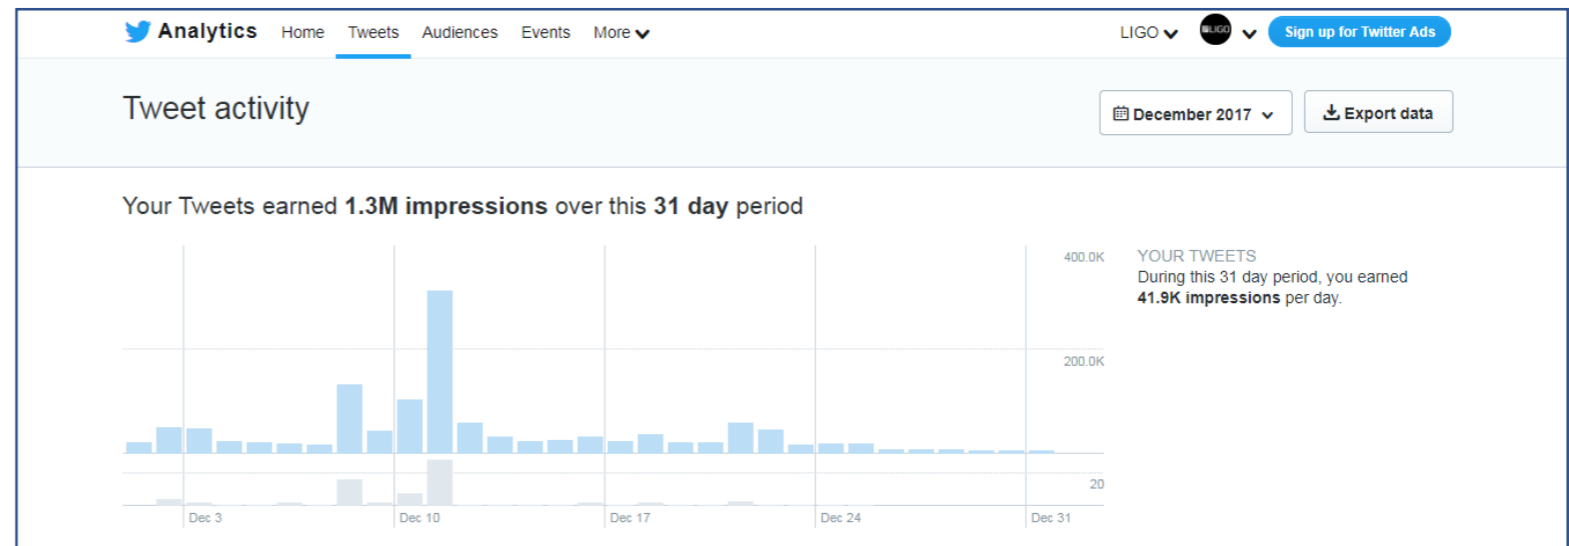 Analytics Home Tweets Audiences Events More LIGO LIGO Sign up for Twitter Ads
Tweet activity
December 2017 Export data
Your Tweets earned 1.3M impressions over this 31 day period
400.0K
YOUR TWEETS
During this 31 day period, you earned
41.9K impressions per day.
200.0K
20
Dec 3 Dec 10 Dec 17 Dec 24 Dec 31